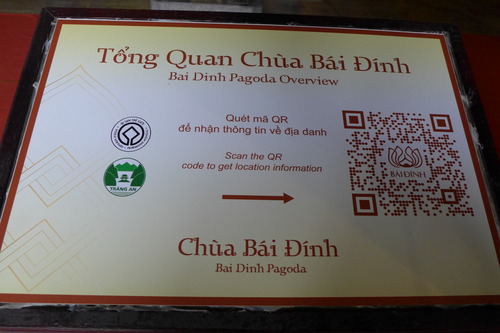 Tổng Quan Chùa Bái Đính
Bai Dinh Pagoda Overview
Quét mã QR
để nhận thông tin về địa danh
Scan the QR
code to get location information
TRÀNG AN
BÁI ĐÍNH
Chùa Bái Đính
Bai Dinh Pagoda